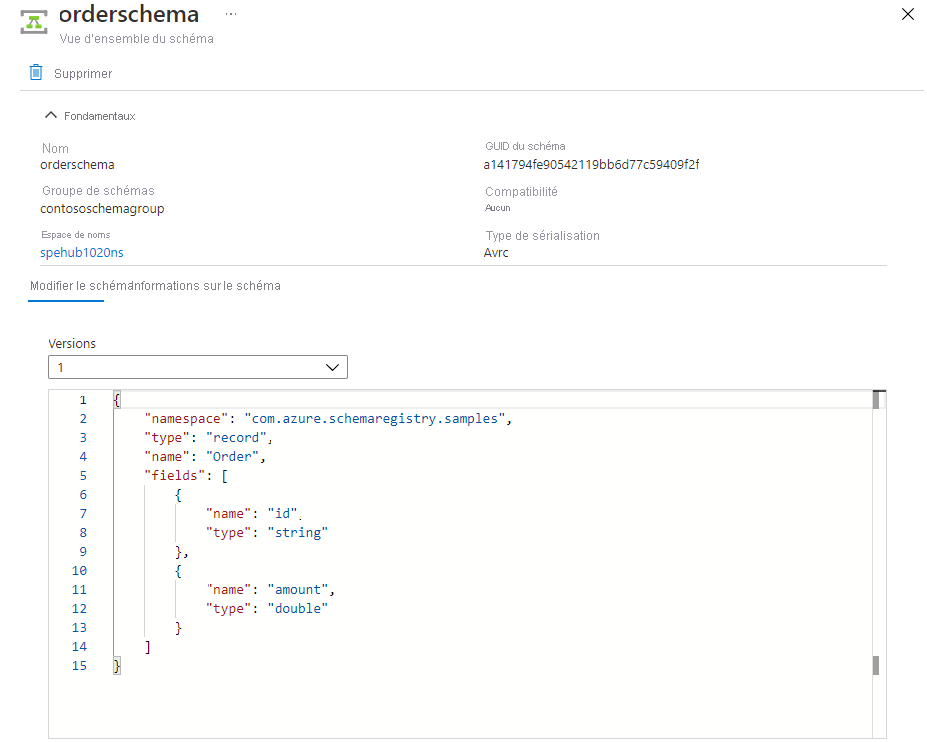 orderschema ...
Vue d'ensemble du schéma
Supprimer
Fondamentaux
Nom
orderschema
GUID du schéma
a141794fe90542119bb6d77c59409f2f
Groupe de schémas
contososchemagroup
Compatibilité
Aucun
Espace de noms
spehub1020ns
Type de sérialisation
Avrc
Modifier le schémaInformations sur le schéma
Versions
1
1 {
2 "namespace": "com.azure.schemaregistry.samples",
3 "type": "record",
4 "name": "Order",
5 "fields": [
6 {
7 "name": "id",
8 "type": "string"
9 },
10 {
11 "name": "amount",
12 "type": "double"
13 }
14 ]
15 }